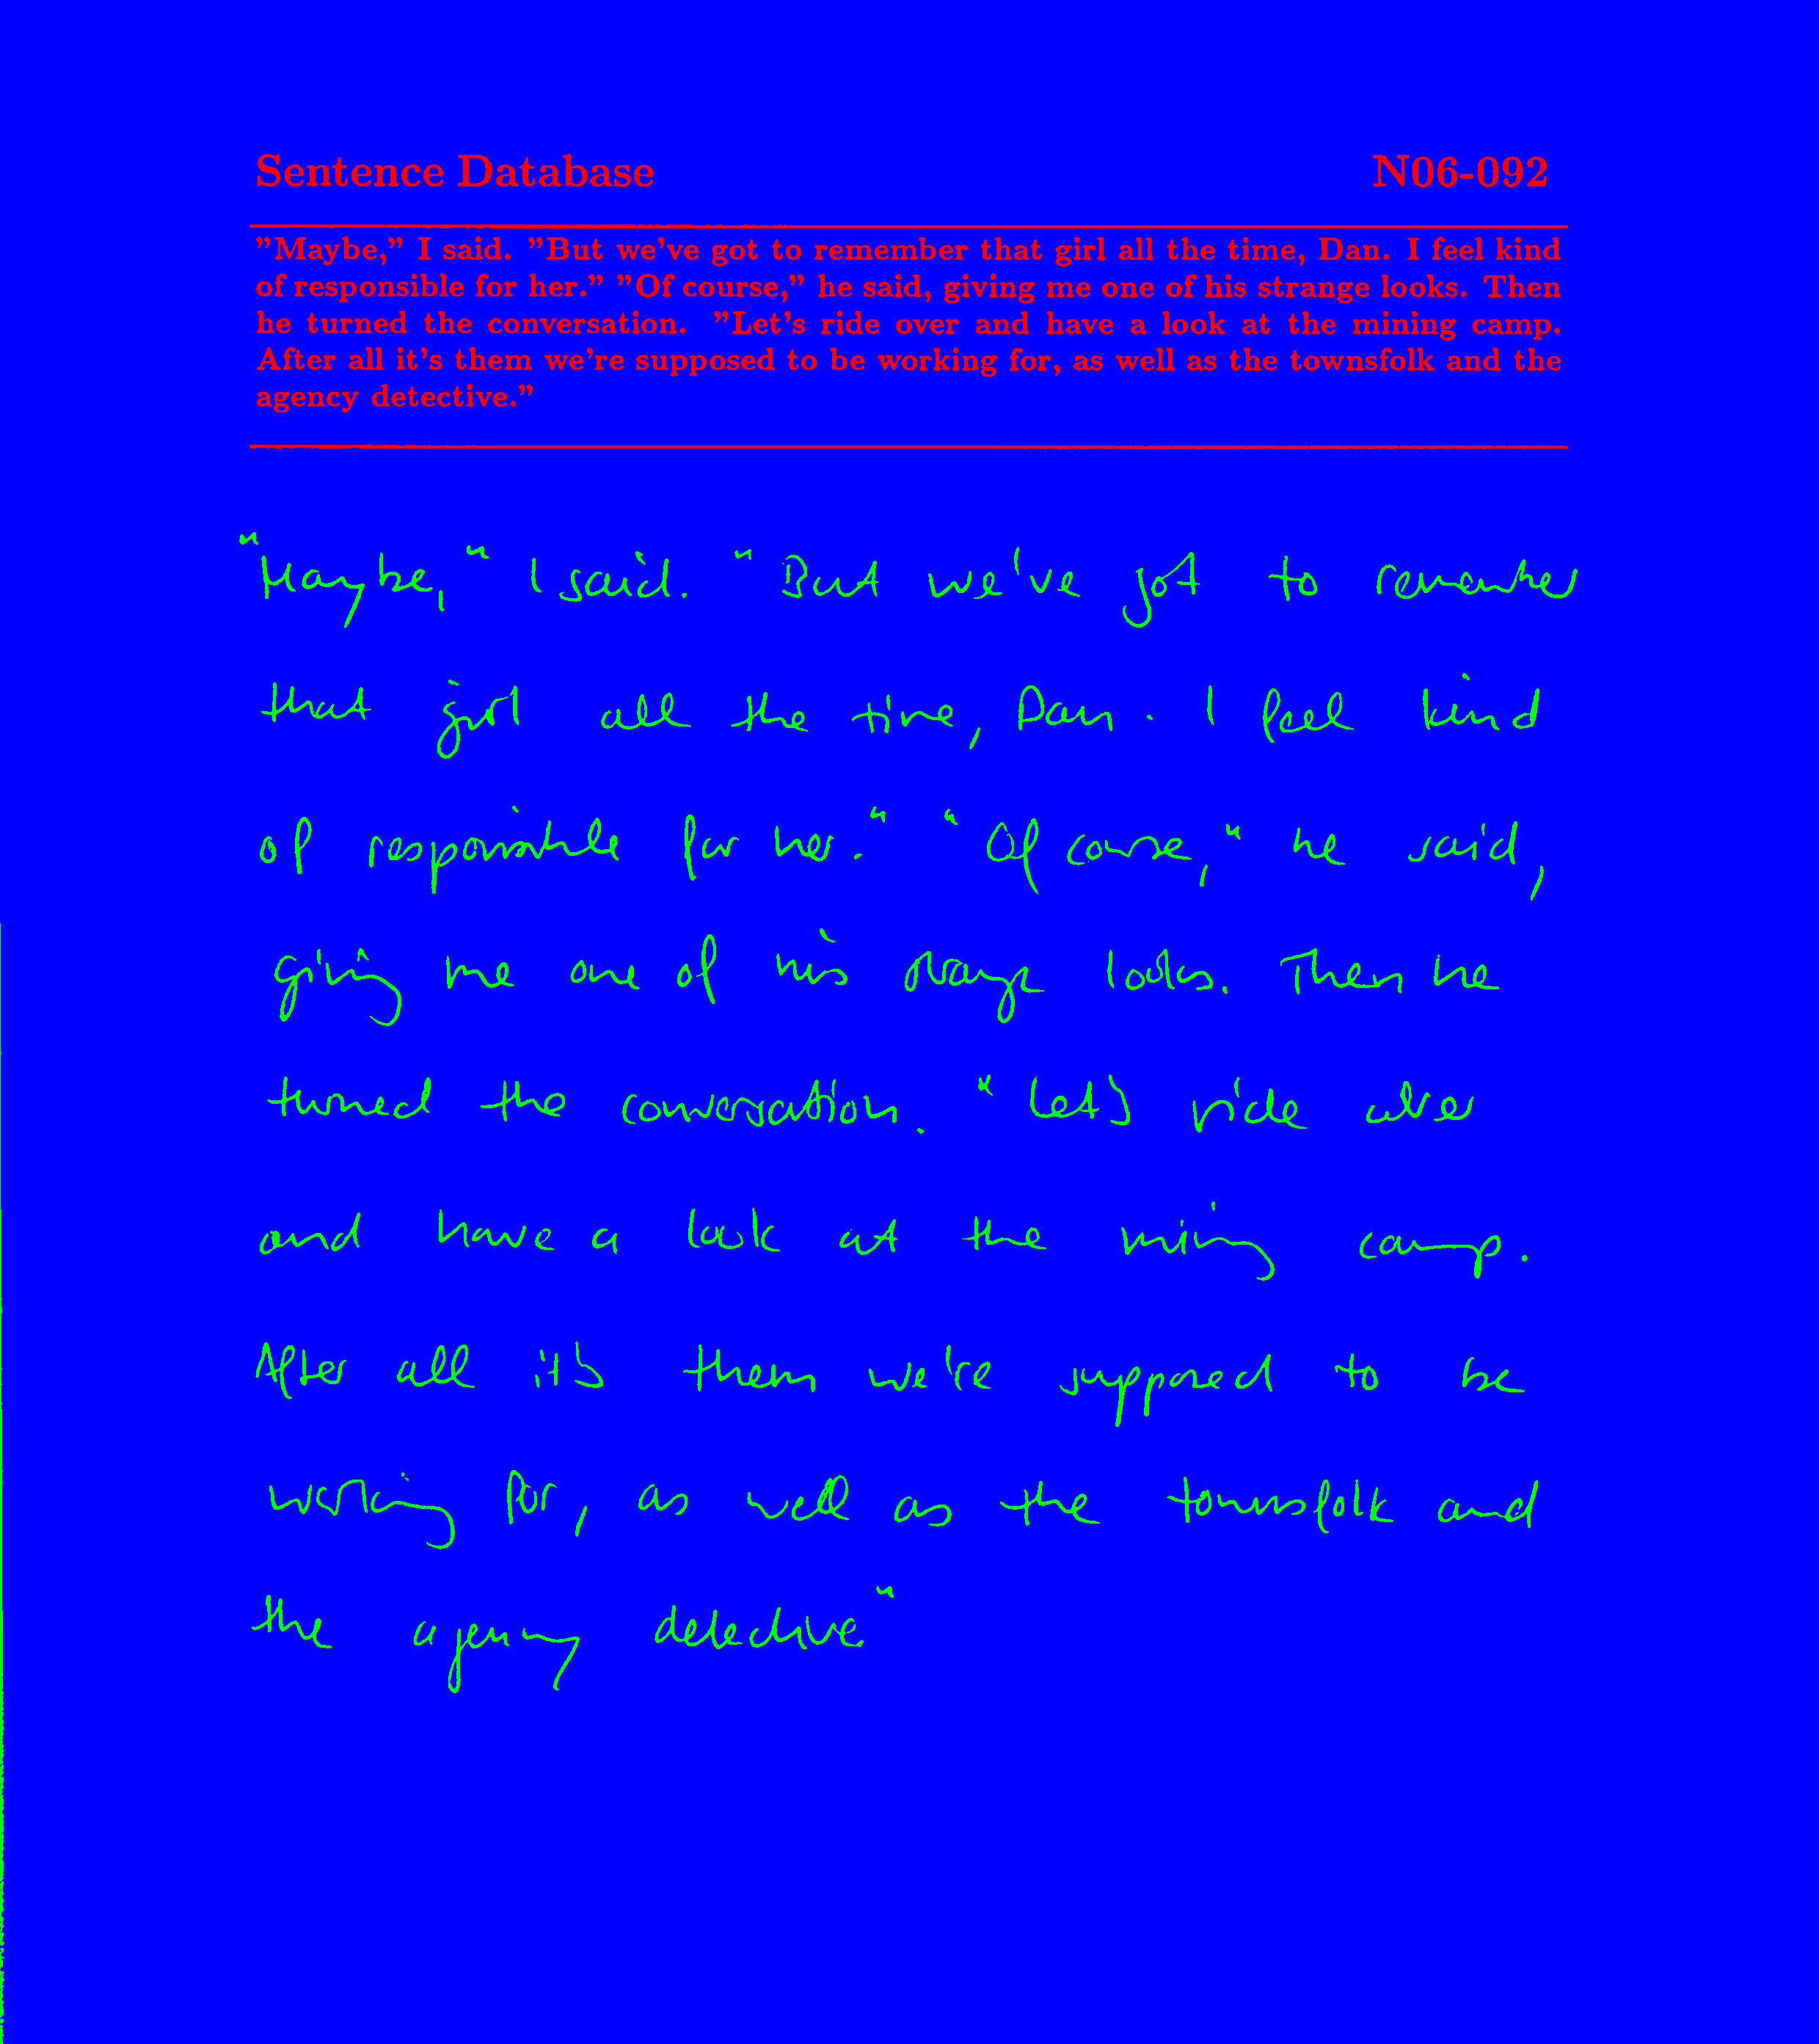 Sentence Database N06-092
"Maybe," I said. "But we've got to remember that girl all the time, Dan. I feel kind
of responsible for her." "Of course," he said, giving me one of his strange looks. Then
he turned the conversation. "Let's ride over and have a look at the mining camp.
After all it's them we're supposed to be working for, as well as the townsfolk and the
agency detective."
"Maybe," I said. "But we've got to remember
that girl all the time, Dan. I feel kind
of responsible for her." "Of course," he said,
giving me one of his strange looks. Then he
turned the conversation. "Let's ride over
and have a look at the mining camp.
After all it's them we're supposed to be
working for, as well as the townsfolk and
the agency detective."